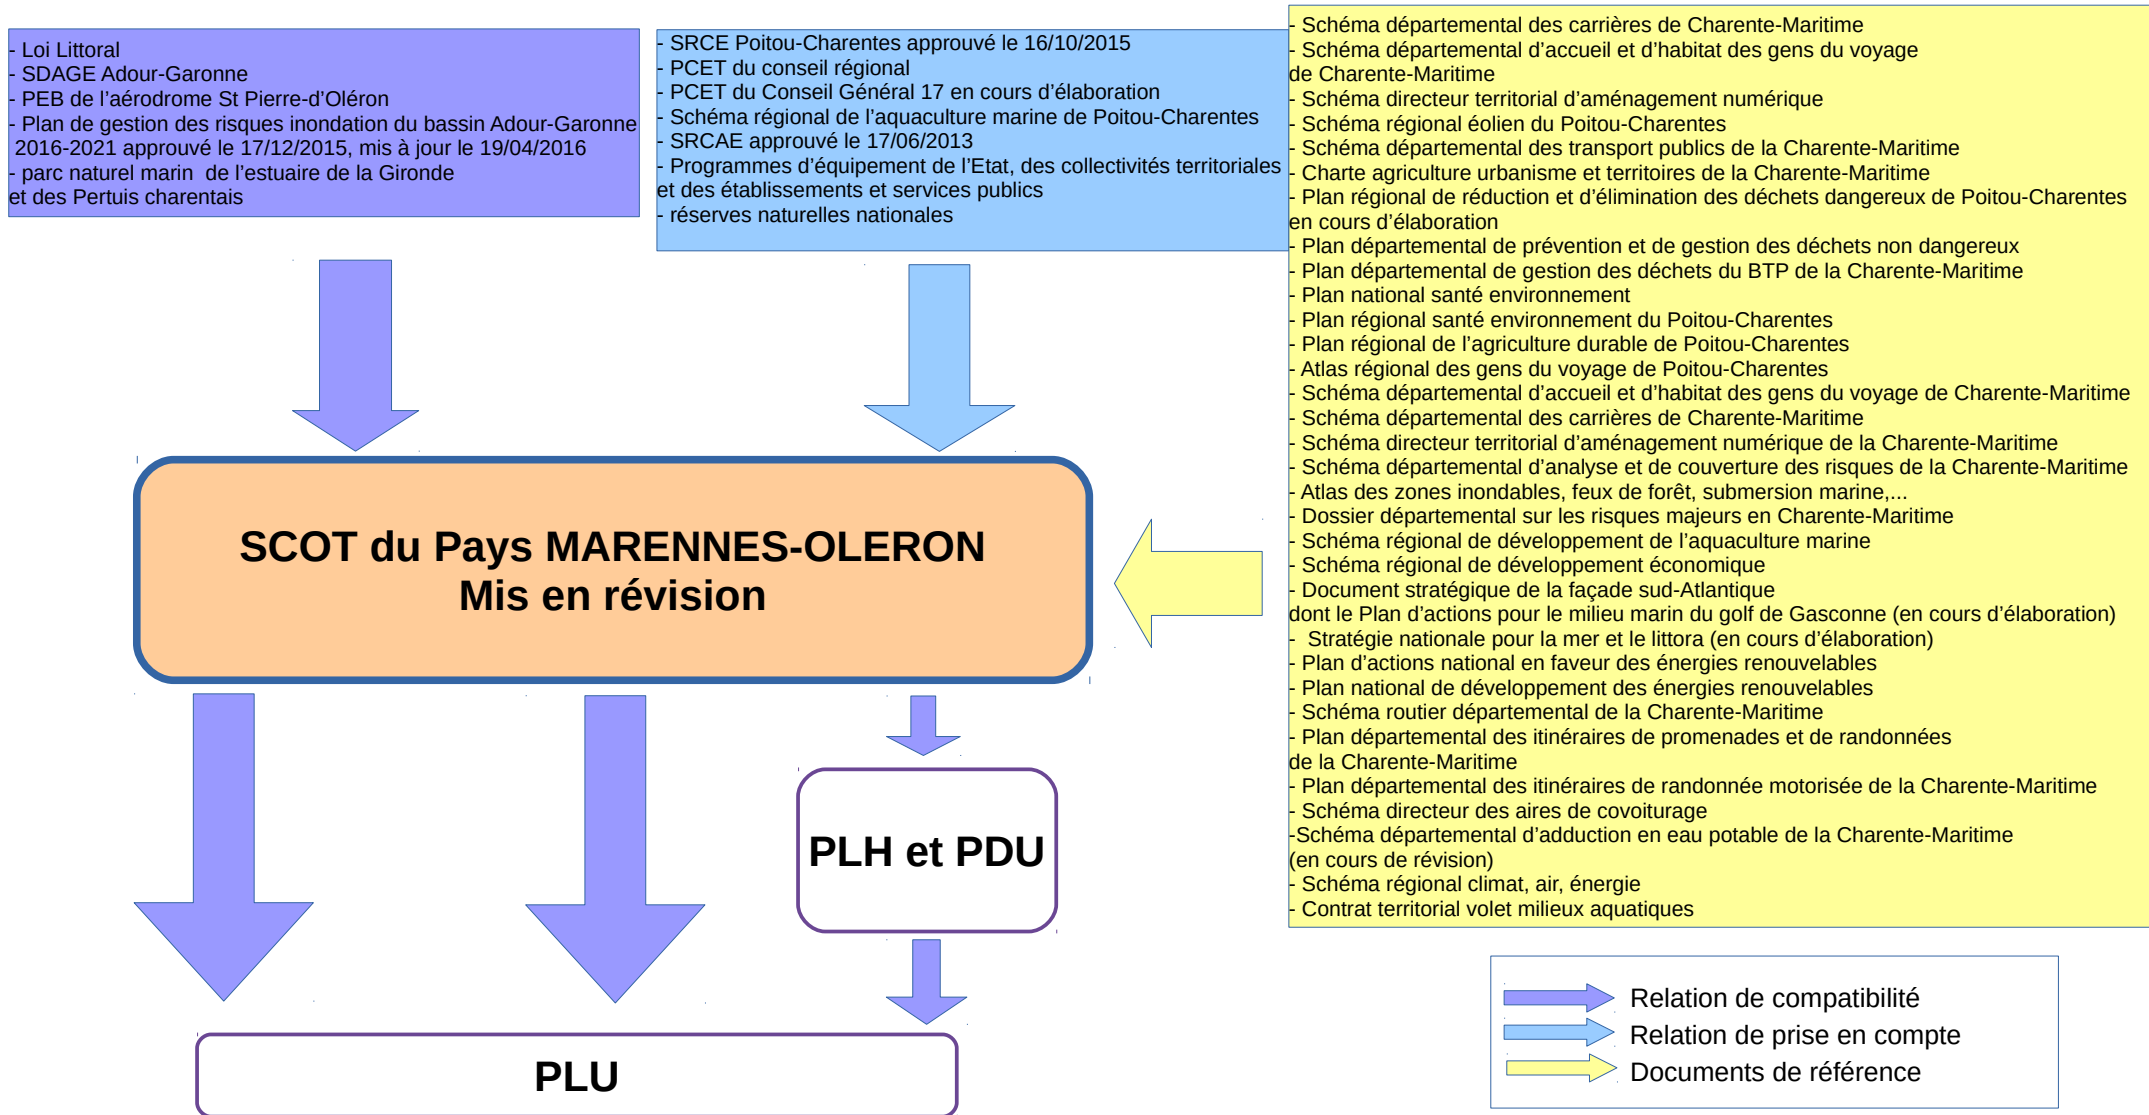 - Loi Littoral
- SDAGE Adour-Garonne
- PEB de l’aérodrome St Pierre-d’Oléron
- Plan de gestion des risques inondation du bassin Adour-Garonne
2016-2021 approuvé le 17/12/2015, mis à jour le 19/04/2016
- parc naturel marin  de l’estuaire de la Gironde
et des Pertuis charentais
- SRCE Poitou-Charentes approuvé le 16/10/2015
- PCET du conseil régional
- PCET du Conseil Général 17 en cours d’élaboration
- Schéma régional de l’aquaculture marine de Poitou-Charentes
- SRCAE approuvé le 17/06/2013
- Programmes d’équipement de l’Etat, des collectivités territoriales
et des établissements et services publics
- réserves naturelles nationales
- Schéma départemental des carrières de Charente-Maritime
- Schéma départemental d’accueil et d’habitat des gens du voyage
de Charente-Maritime
- Schéma directeur territorial d’aménagement numérique
- Schéma régional éolien du Poitou-Charentes
- Schéma départemental des transport publics de la Charente-Maritime
- Charte agriculture urbanisme et territoires de la Charente-Maritime
- Plan régional de réduction et d’élimination des déchets dangereux de Poitou-Charentes
en cours d’élaboration
- Plan départemental de prévention et de gestion des déchets non dangereux
- Plan départemental de gestion des déchets du BTP de la Charente-Maritime
- Plan national santé environnement
- Plan régional santé environnement du Poitou-Charentes
- Plan régional de l’agriculture durable de Poitou-Charentes
- Atlas régional des gens du voyage de Poitou-Charentes
- Schéma départemental d’accueil et d’habitat des gens du voyage de Charente-Maritime
- Schéma départemental des carrières de Charente-Maritime
- Schéma directeur territorial d’aménagement numérique de la Charente-Maritime
- Schéma départemental d’analyse et de couverture des risques de la Charente-Maritime
- Atlas des zones inondables, feux de forêt, submersion marine,...
- Dossier départemental sur les risques majeurs en Charente-Maritime
- Schéma régional de développement de l’aquaculture marine
- Schéma régional de développement économique
- Document stratégique de la façade sud-Atlantique
dont le Plan d’actions pour le milieu marin du golf de Gasconne (en cours d’élaboration)
-  Stratégie nationale pour la mer et le littora (en cours d’élaboration)
- Plan d’actions national en faveur des énergies renouvelables
- Plan national de développement des énergies renouvelables
- Schéma routier départemental de la Charente-Maritime
- Plan départemental des itinéraires de promenades et de randonnées
de la Charente-Maritime
- Plan départemental des itinéraires de randonnée motorisée de la Charente-Maritime
- Schéma directeur des aires de covoiturage
-Schéma départemental d’adduction en eau potable de la Charente-Maritime
(en cours de révision)
- Schéma régional climat, air, énergie
- Contrat territorial volet milieux aquatiques
SCOT du Pays MARENNES-OLERON
Mis en révision
PLH et PDU
PLU
Relation de compatibilité
Relation de prise en compte
Documents de référence